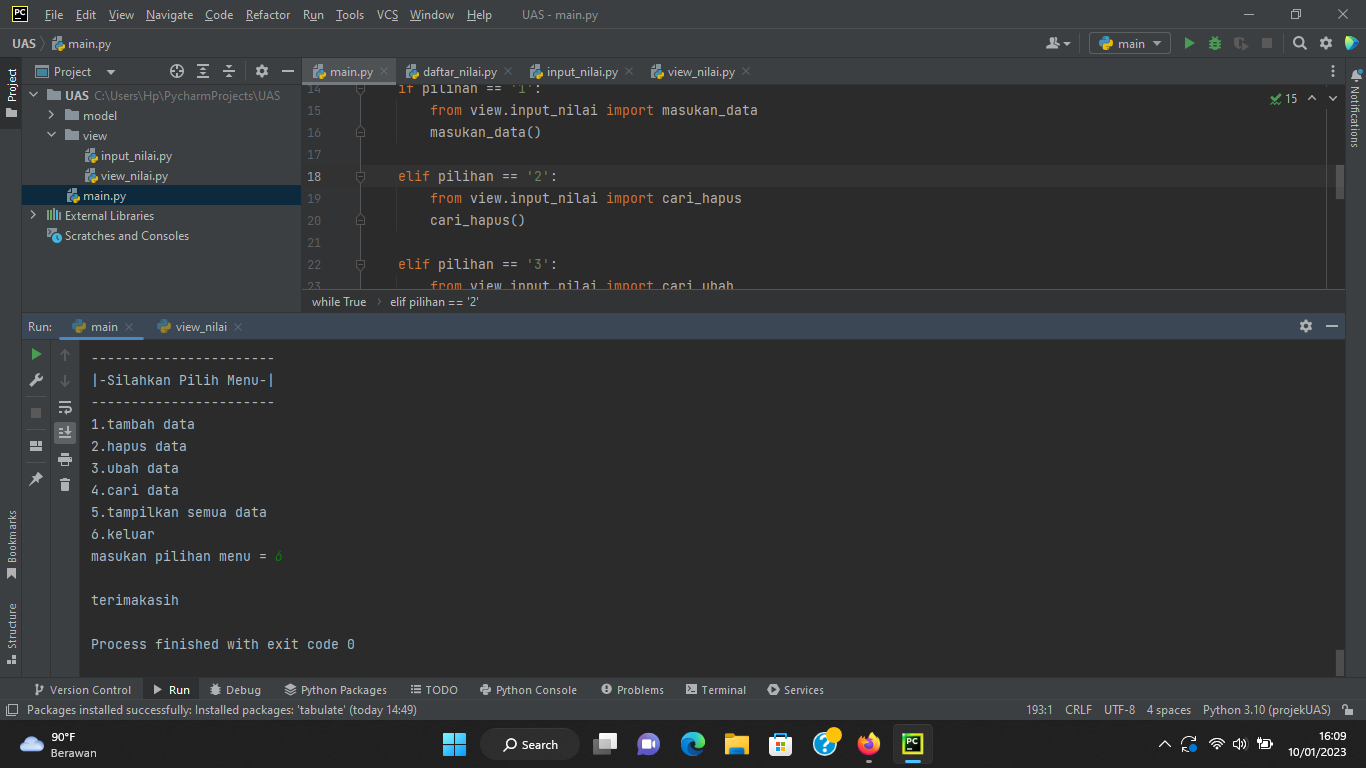 PC File Edit View Navigate Code Refactor Run Tools VCS Window Help UAS - main.py
UAS main.py main
Project main.py daftar_nilai.py input_nilai.py view_nilai.py
Project
UAS C:\Users\Hp\PycharmProjects\UAS
model
view
input_nilai.py
view_nilai.py
main.py
External Libraries
Scratches and Consoles
14 if pilihan == '1':
15 from view.input_nilai import masukan_data
16 masukan_data()
17
18 elif pilihan == '2':
19 from view.input_nilai import cari_hapus
20 cari_hapus()
21
22 elif pilihan == '3':
23 from view.input_nilai import cari_ubah
15
Notifications
while True elif pilihan == '2'
Run: main view_nilai
-----------------------
|-Silahkan Pilih Menu-|
-----------------------
1.tambah data
2.hapus data
3.ubah data
4.cari data
5.tampilkan semua data
6.keluar
masukan pilihan menu = 6
terimakasih
Process finished with exit code 0
Bookmarks
Structure
Version Control Run Debug Python Packages TODO Python Console Problems Terminal Services
Packages installed successfully: Installed packages: 'tabulate' (today 14:49) 193:1 CRLF UTF-8 4 spaces Python 3.10 (projekUAS)
90°F
Berawan
Search
PC
16:09
10/01/2023